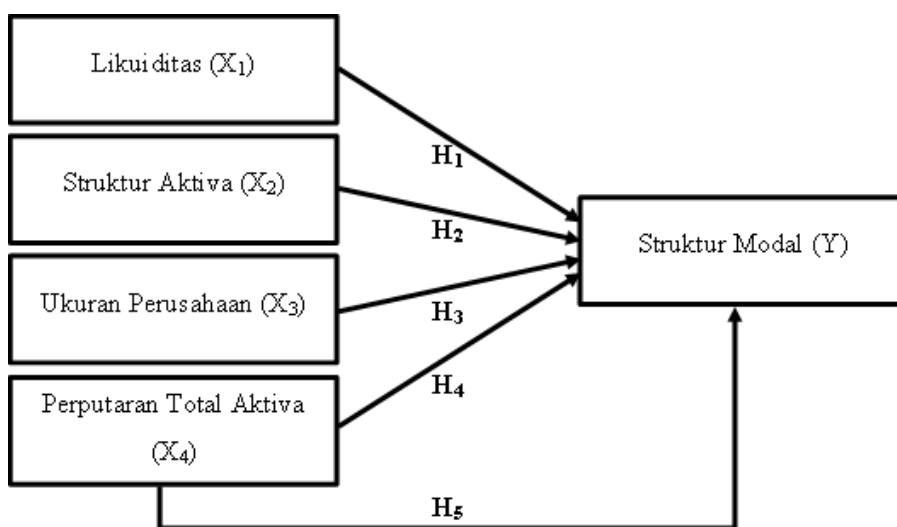 Likuiditas (X₁)
Struktur Aktiva (X₂)
Ukuran Perusahaan (X₃)
Perputaran Total Aktiva
(X₄)
H₁
H₂
H₃
H₄
H₅
Struktur Modal (Y)